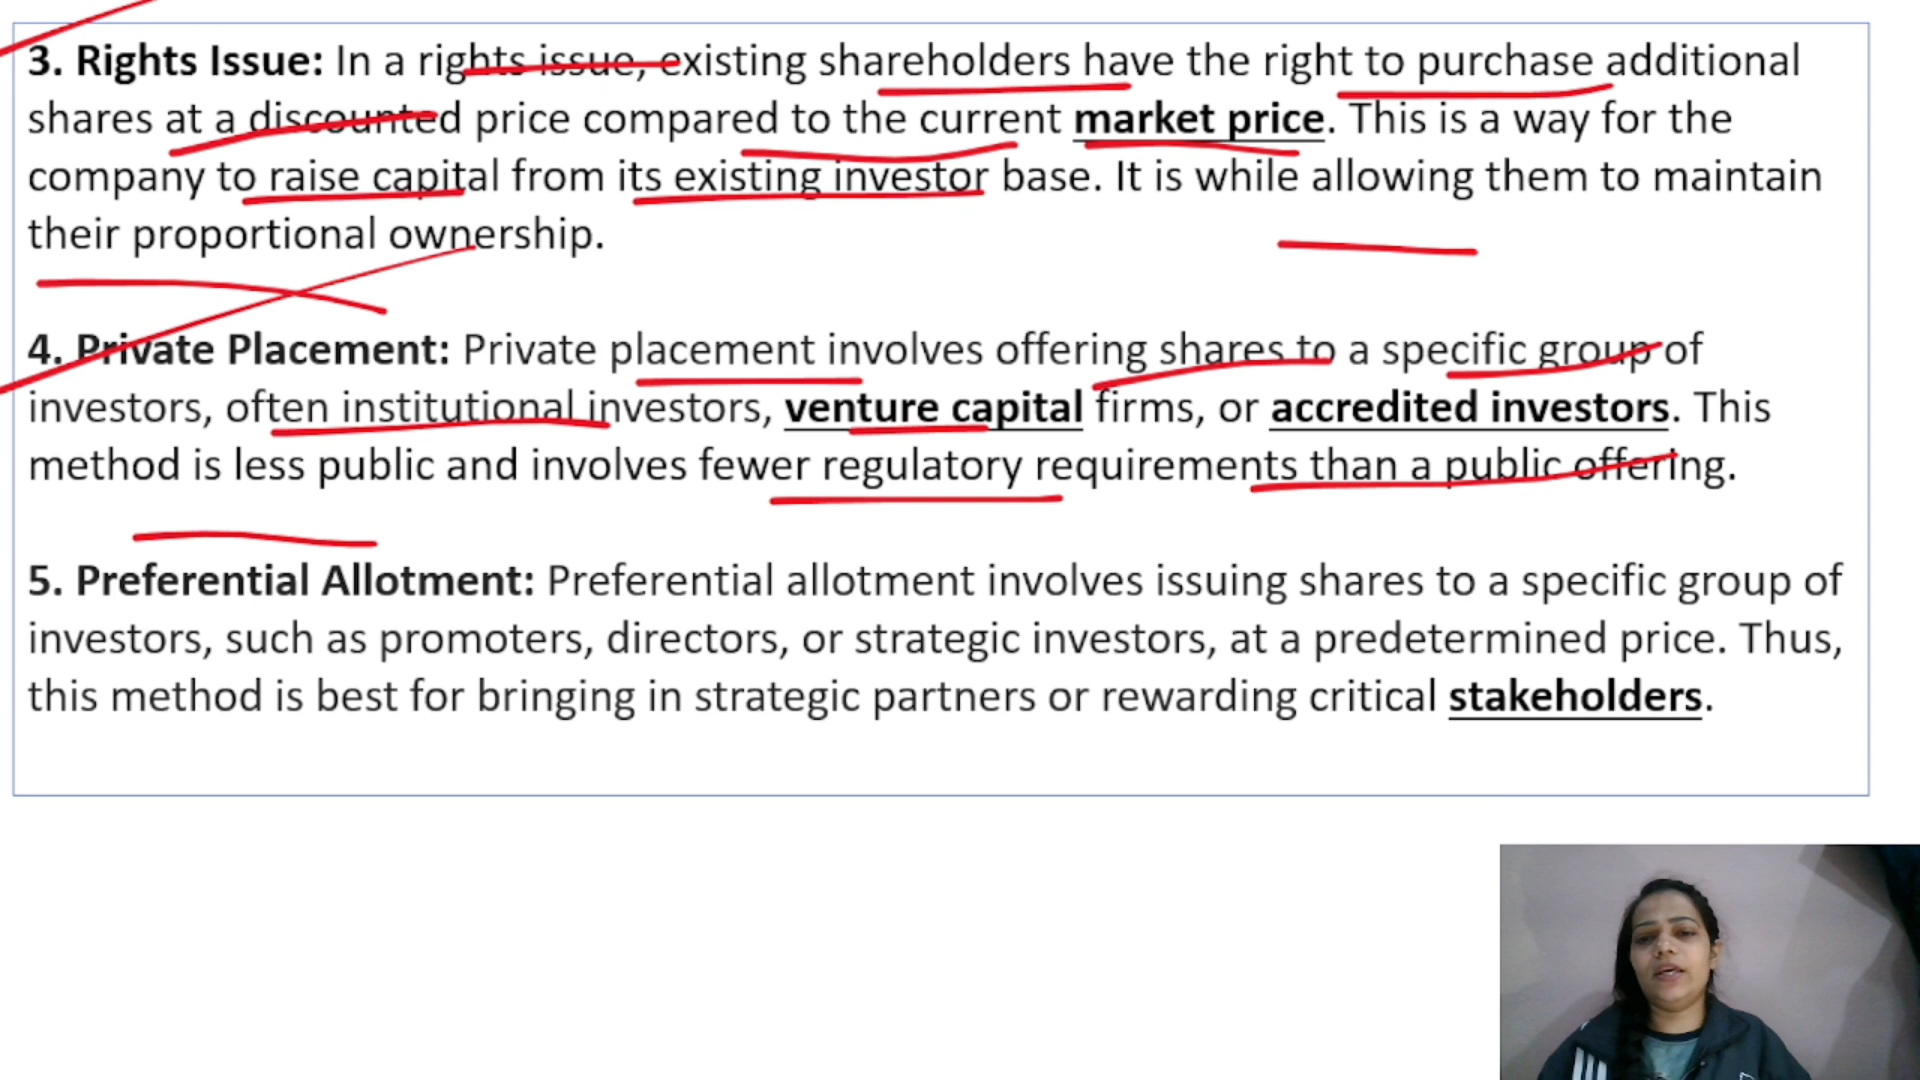 3. Rights Issue: In a rights issue, existing shareholders have the right to purchase additional
shares at a discounted price compared to the current market price. This is a way for the
company to raise capital from its existing investor base. It is while allowing them to maintain
their proportional ownership.
4. Private Placement: Private placement involves offering shares to a specific group of
investors, often institutional investors, venture capital firms, or accredited investors. This
method is less public and involves fewer regulatory requirements than a public offering.
5. Preferential Allotment: Preferential allotment involves issuing shares to a specific group of
investors, such as promoters, directors, or strategic investors, at a predetermined price. Thus,
this method is best for bringing in strategic partners or rewarding critical stakeholders.